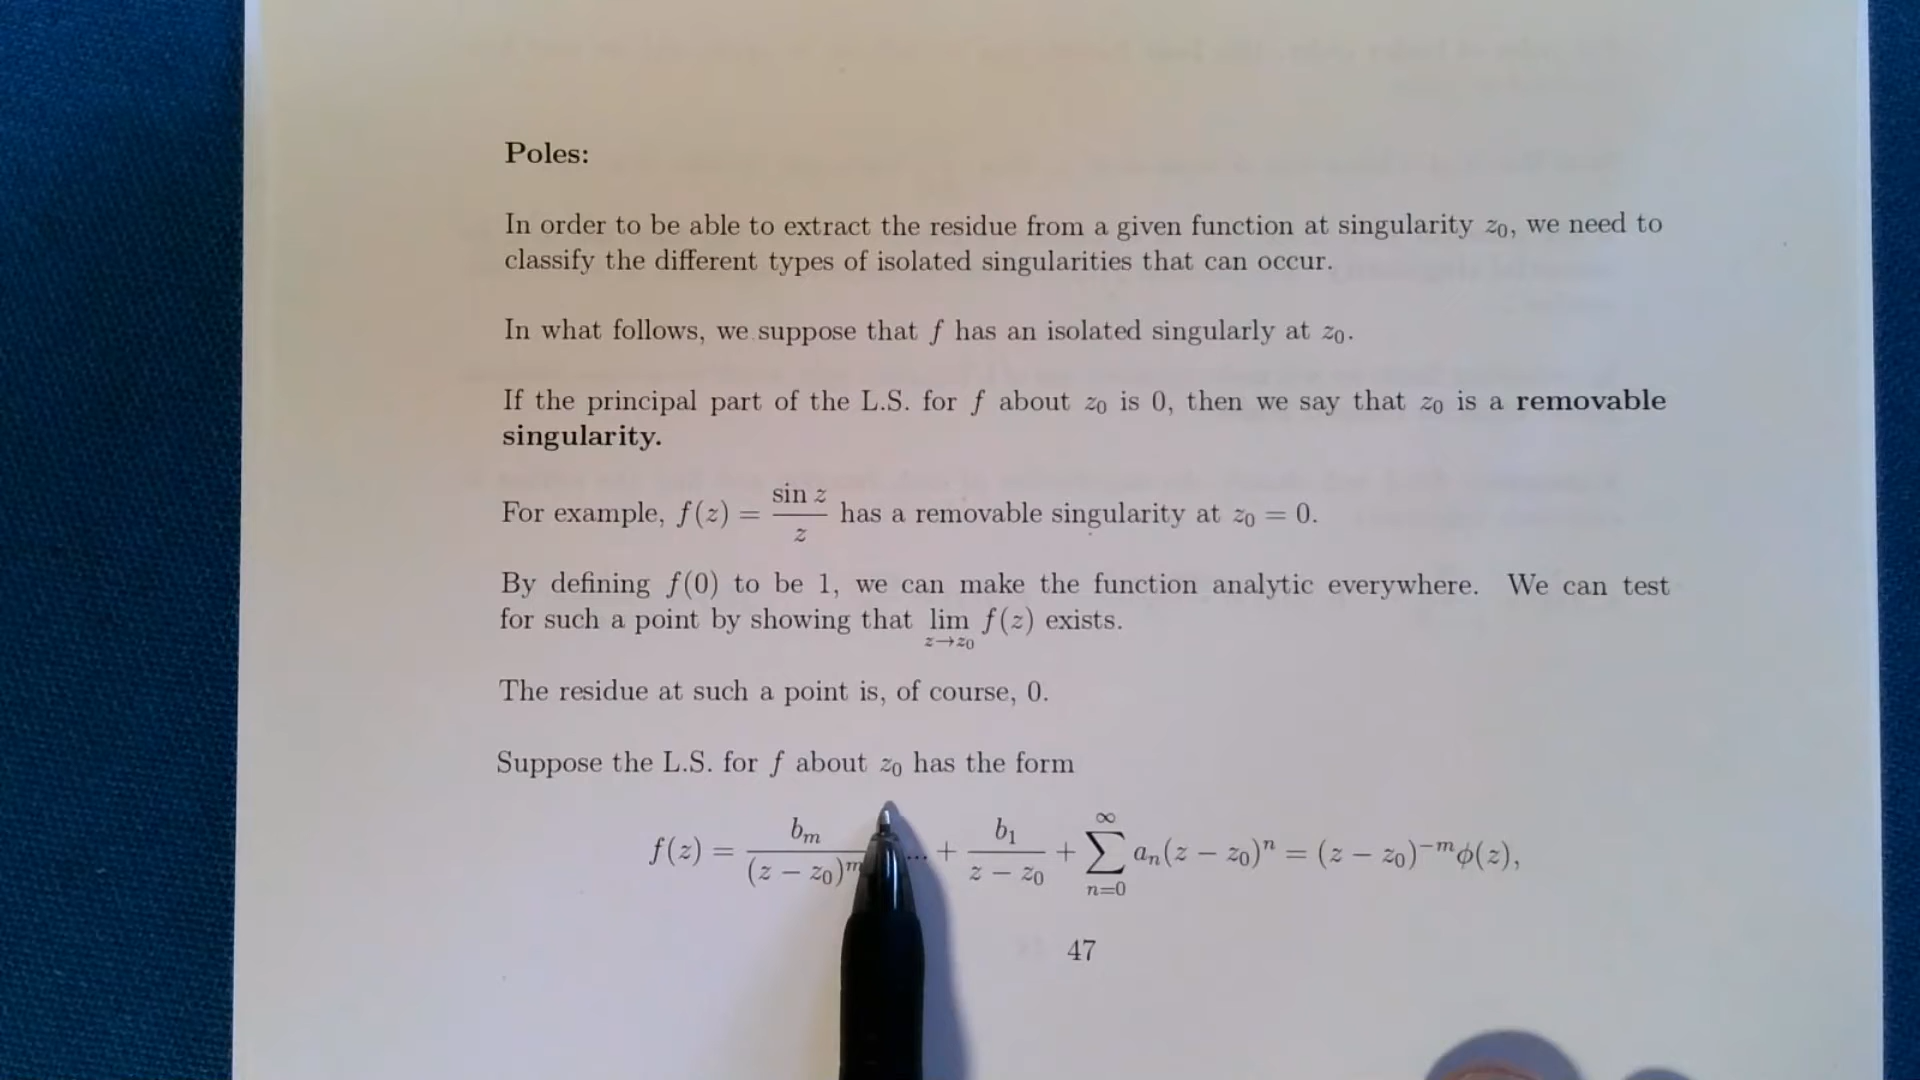 Poles:
In order to be able to extract the residue from a given function at singularity z₀, we need to
classify the different types of isolated singularities that can occur.
In what follows, we suppose that f has an isolated singularly at z₀.
If the principal part of the L.S. for f about z₀ is 0, then we say that z₀ is a removable
singularity.
For example, f(z) = sin z / z has a removable singularity at z₀ = 0.
By defining f(0) to be 1, we can make the function analytic everywhere. We can test
for such a point by showing that lim z→z₀ f(z) exists.
The residue at such a point is, of course, 0.
Suppose the L.S. for f about z₀ has the form
f(z) = bₘ / (z − z₀)ᵐ ... + b₁ / (z − z₀) + ∑ n=0 ∞ aₙ(z − z₀)ⁿ = (z − z₀)⁻ᵐϕ(z),
47